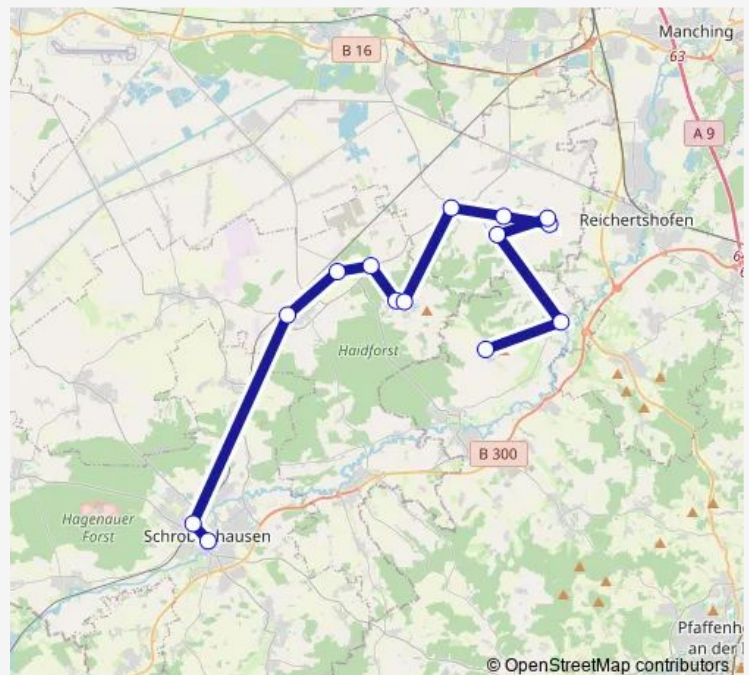 Manching
B 16
63
A 9
Reichertshofen
Haidforst
B 300
Hagenauer
Forst
Schrobenhausen
Pfaffenh
an der I
© OpenStreetMap contributors